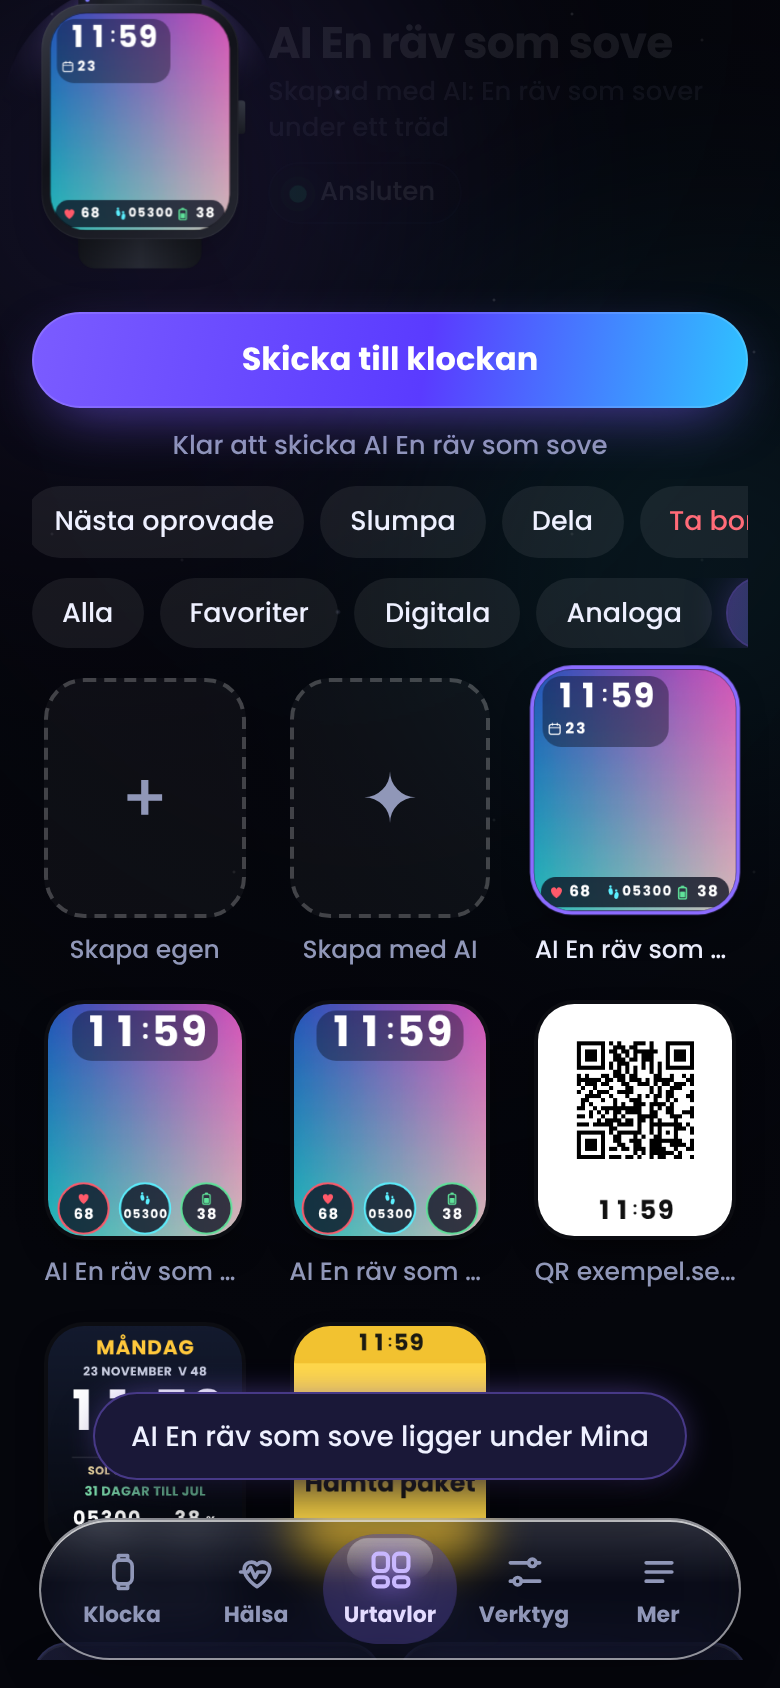 11:59
23
68 05300 38
AI En räv som sove
Skapad med AI: En räv som sover
under ett träd
Ansluten
Skicka till klockan
Klar att skicka AI En räv som sove
Nästa oprovade Slumpa Dela Ta bor
Alla Favoriter Digitala Analoga
11:59
23
68 05300 38
Skapa egen Skapa med AI AI En räv som ...
11:59 11:59
68 05300 38 68 05300 38
11:59
AI En räv som ... AI En räv som ... QR exempel.se...
MÅNDAG
23 NOVEMBER V 48
11:59
AI En räv som sove ligger under Mina
SOL
31 DAGAR TILL JUL
Hämta paket
05300 38
Klocka Hälsa Urtavlor Verktyg Mer